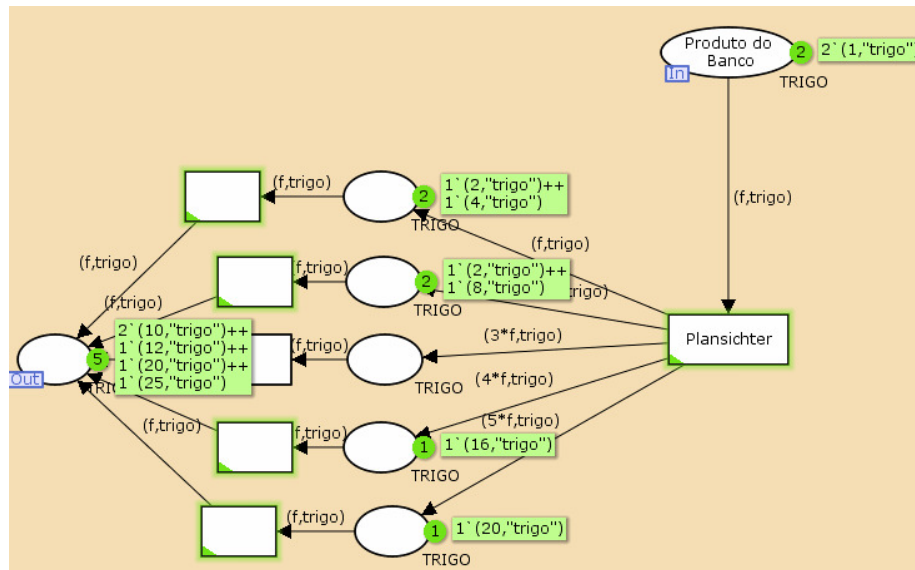 Produto do
Banco
2
2`(1,"trigo")
In
TRIGO
(f,trigo)
(f,trigo)
2
1`(2,"trigo")++
1`(4,"trigo")
TRIGO
(f,trigo)
(f,trigo)
(f,trigo)
2
1`(2,"trigo")++
1`(8,"trigo")
TRIGO
(f,trigo)
5
2`(10,"trigo")++
1`(12,"trigo")++
1`(20,"trigo")++
1`(25,"trigo")
Out
(f,trigo)
TRIGO
(3*f,trigo)
Plansichter
(4*f,trigo)
(f,trigo)
(f,trigo)
(5*f,trigo)
1
1`(16,"trigo")
TRIGO
(f,trigo)
1
1`(20,"trigo")
TRIGO